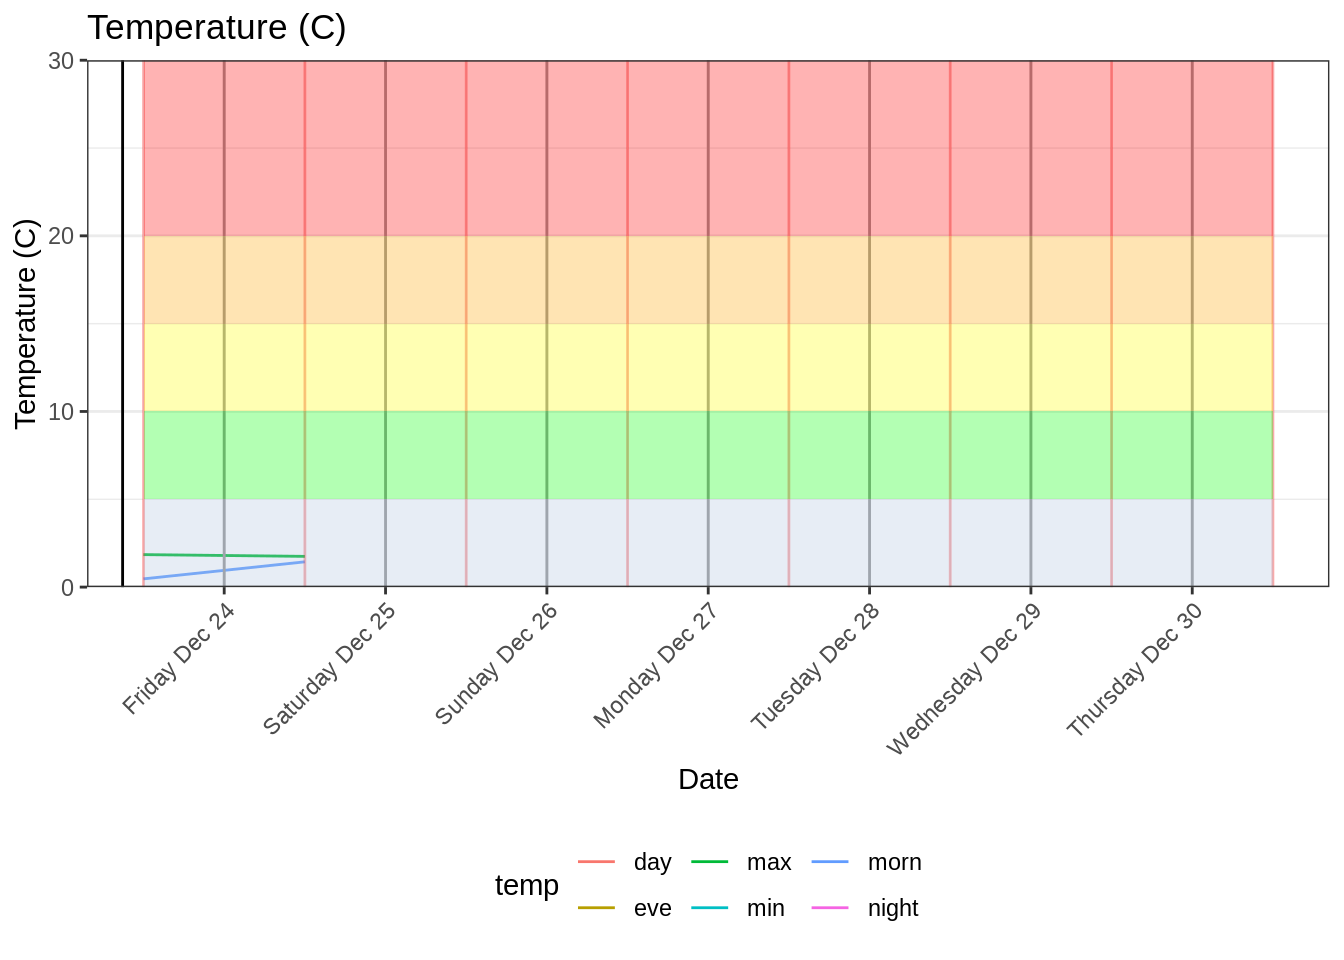 Temperature (C)
Temperature (C)
30
20
10
0
Friday Dec 24
Saturday Dec 25
Sunday Dec 26
Monday Dec 27
Tuesday Dec 28
Wednesday Dec 29
Thursday Dec 30
Date
temp
day max morn
eve min night